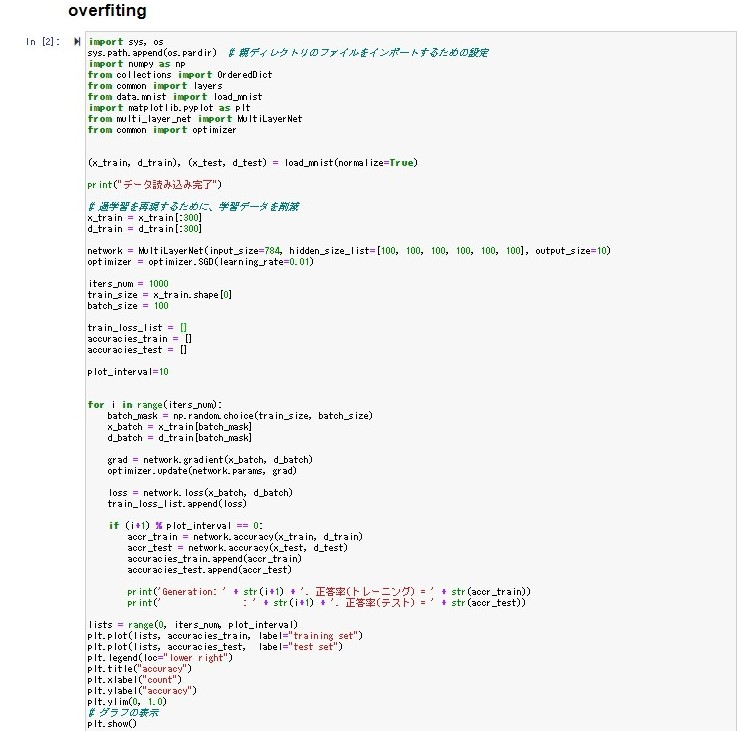 overfiting
In [2]:
import sys, os
sys.path.append(os.pardir)  # 親ディレクトリのファイルをインポートするための設定
import numpy as np
from collections import OrderedDict
from common import layers
from data.mnist import load_mnist
import matplotlib.pyplot as plt
from multi_layer_net import MultiLayerNet
from common import optimizer
(x_train, d_train), (x_test, d_test) = load_mnist(normalize=True)
print("データ読み込み完了")
# 過学習を再現するために、学習データを削減
x_train = x_train[:300]
d_train = d_train[:300]
network = MultiLayerNet(input_size=784, hidden_size_list=[100, 100, 100, 100, 100, 100], output_size=10)
optimizer = optimizer.SGD(learning_rate=0.01)
iters_num = 1000
train_size = x_train.shape[0]
batch_size = 100
train_loss_list = []
accuracies_train = []
accuracies_test = []
plot_interval=10
for i in range(iters_num):
    batch_mask = np.random.choice(train_size, batch_size)
    x_batch = x_train[batch_mask]
    d_batch = d_train[batch_mask]
    grad = network.gradient(x_batch, d_batch)
    optimizer.update(network.params, grad)
    loss = network.loss(x_batch, d_batch)
    train_loss_list.append(loss)
    if (i+1) % plot_interval == 0:
        accr_train = network.accuracy(x_train, d_train)
        accr_test = network.accuracy(x_test, d_test)
        accuracies_train.append(accr_train)
        accuracies_test.append(accr_test)
        print('Generation: ' + str(i+1) + '. 正答率(トレーニング) = ' + str(accr_train))
        print('                : ' + str(i+1) + '. 正答率(テスト) = ' + str(accr_test))
lists = range(0, iters_num, plot_interval)
plt.plot(lists, accuracies_train, label="training set")
plt.plot(lists, accuracies_test,  label="test set")
plt.legend(loc="lower right")
plt.title("accuracy")
plt.xlabel("count")
plt.ylabel("accuracy")
plt.ylim(0, 1.0)
# グラフの表示
plt.show()